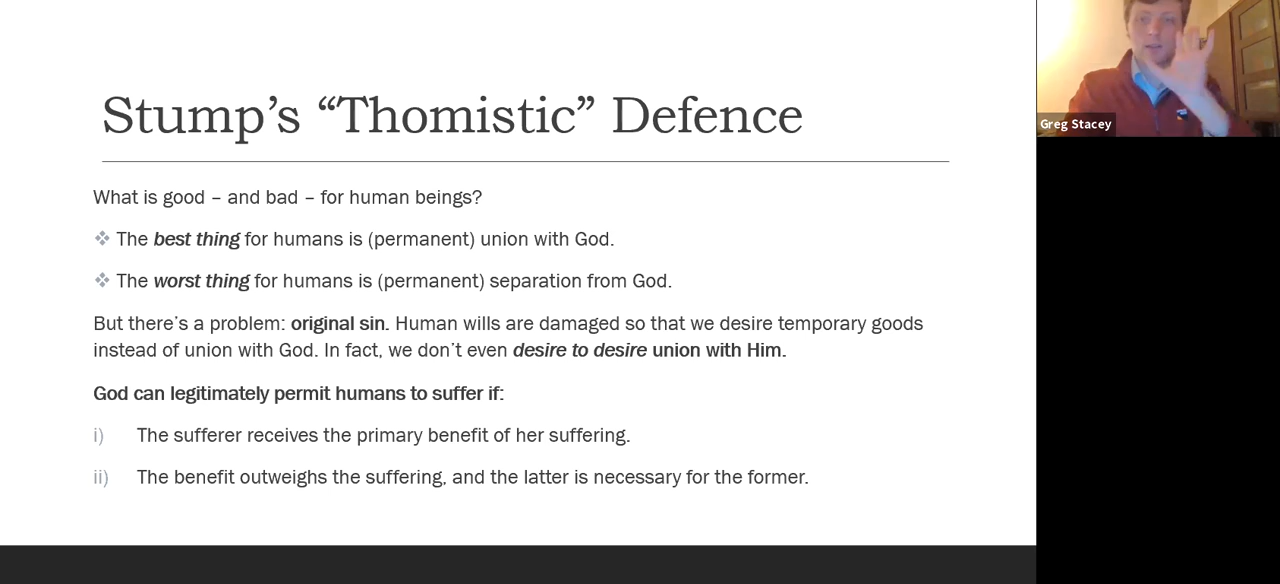 Stump’s “Thomistic” Defence
What is good – and bad – for human beings?
❖ The best thing for humans is (permanent) union with God.
❖ The worst thing for humans is (permanent) separation from God.
But there’s a problem: original sin. Human wills are damaged so that we desire temporary goods
instead of union with God. In fact, we don’t even desire to desire union with Him.
God can legitimately permit humans to suffer if:
i) The sufferer receives the primary benefit of her suffering.
ii) The benefit outweighs the suffering, and the latter is necessary for the former.
Greg Stacey